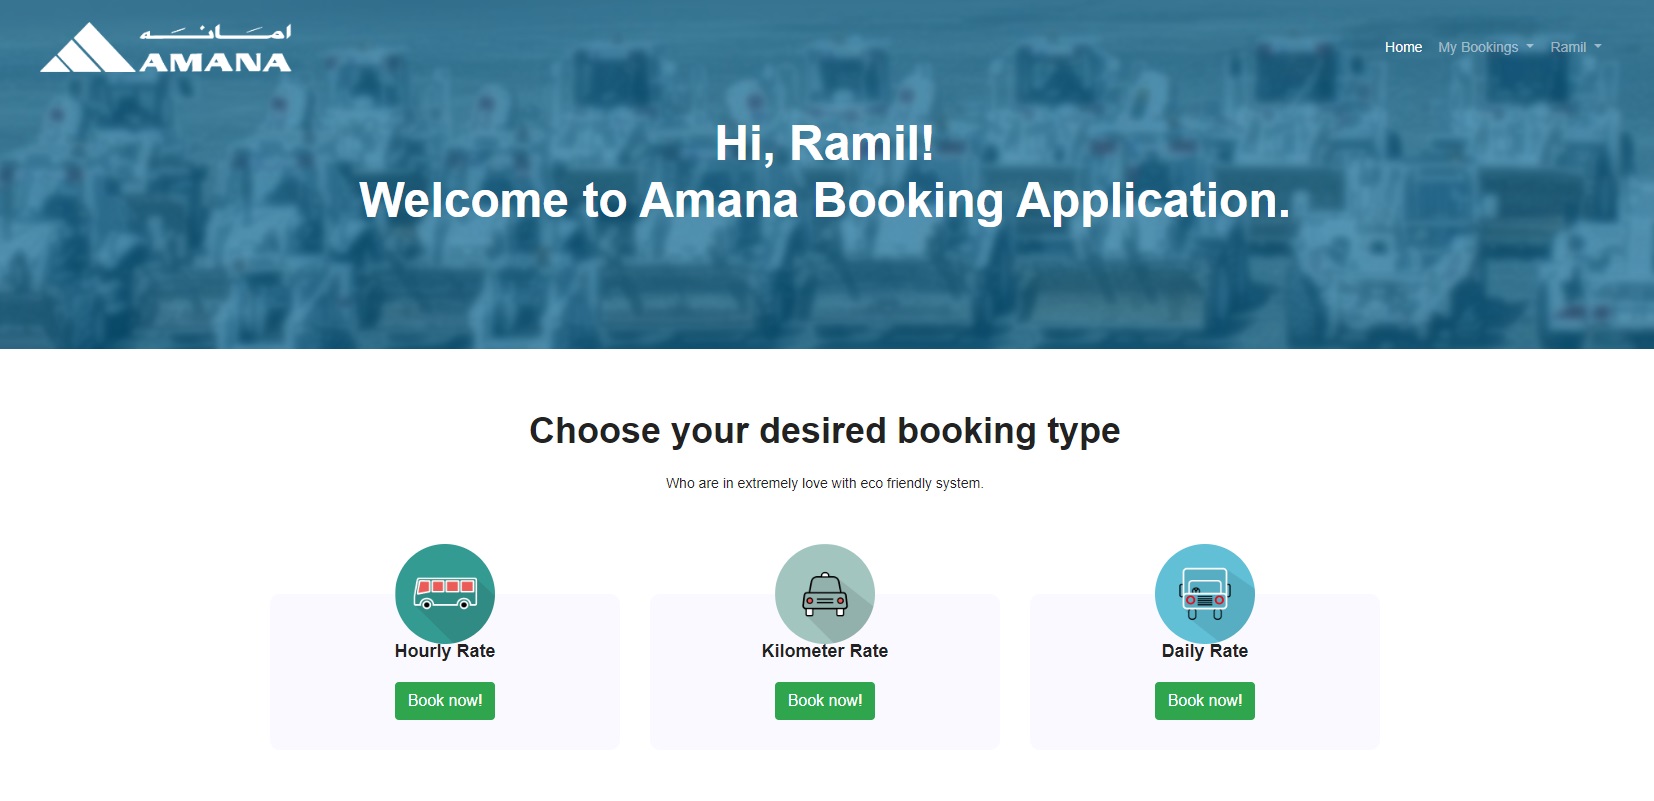 امـــانـــه
AMANA
Home My Bookings Ramil
Hi, Ramil!
Welcome to Amana Booking Application.
Choose your desired booking type
Who are in extremely love with eco friendly system.
Hourly Rate
Book now!
Kilometer Rate
Book now!
Daily Rate
Book now!